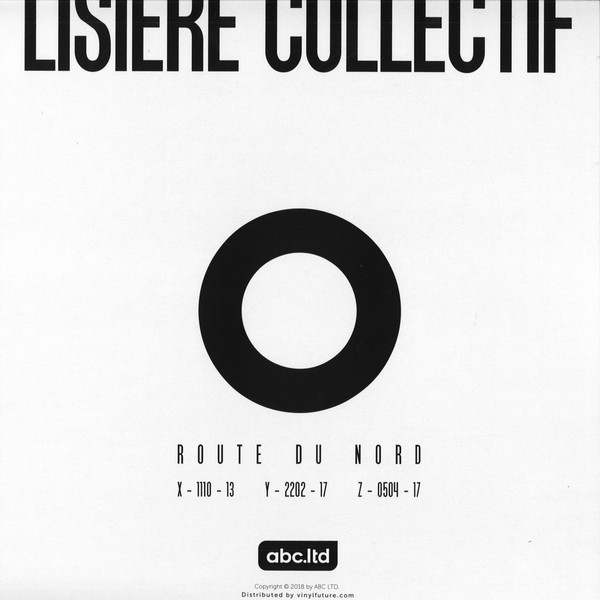 LISIERE COLLECTIF
ROUTE DU NORD
X - 1110 - 13 Y - 2202 - 17 Z - 0504 - 17
abc.ltd
Copyright © 2018 by ABC LTD.
Distributed by vinylfuture.com